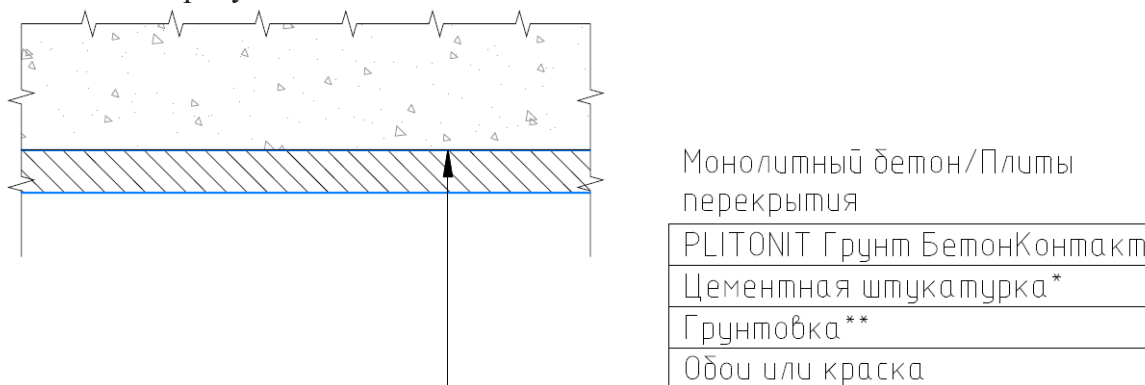 Монолитный бетон/Плиты
перекрытия
PLITONIT Грунт БетонКонтакт
Цементная штукатурка*
Грунтовка**
Обои или краска